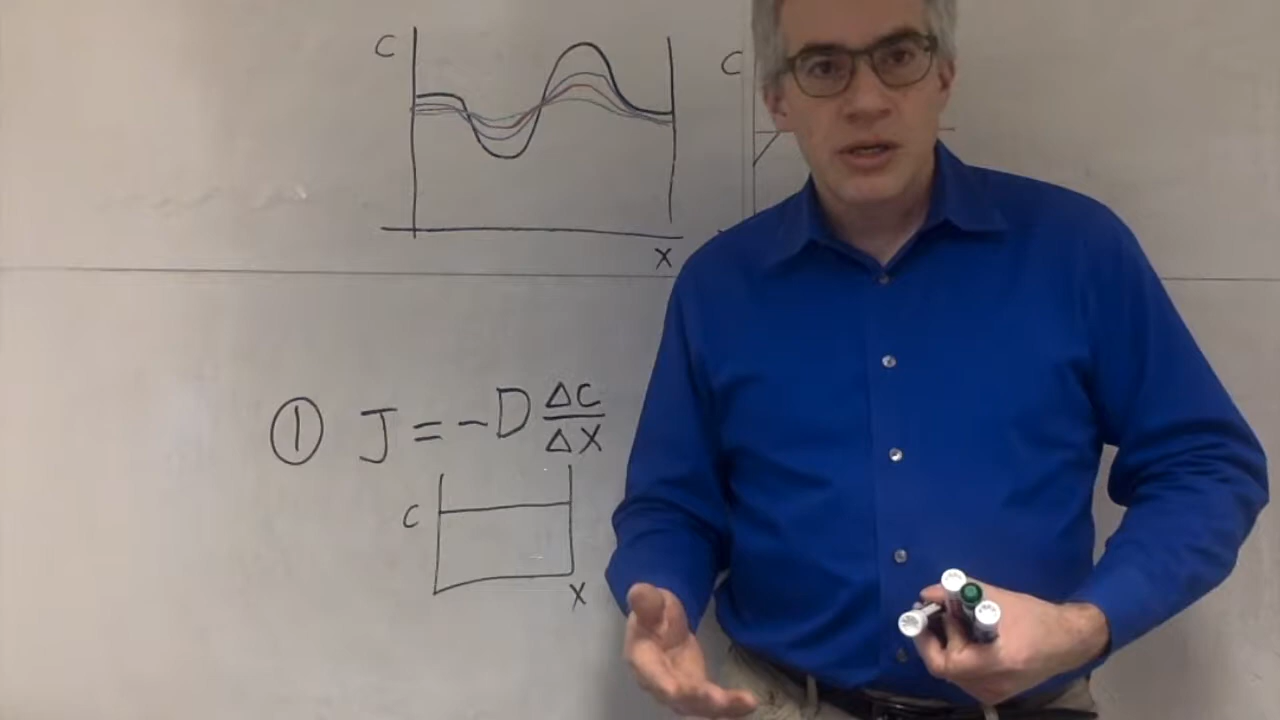 C
C
X
① J = -D ΔC/ΔX
C
X